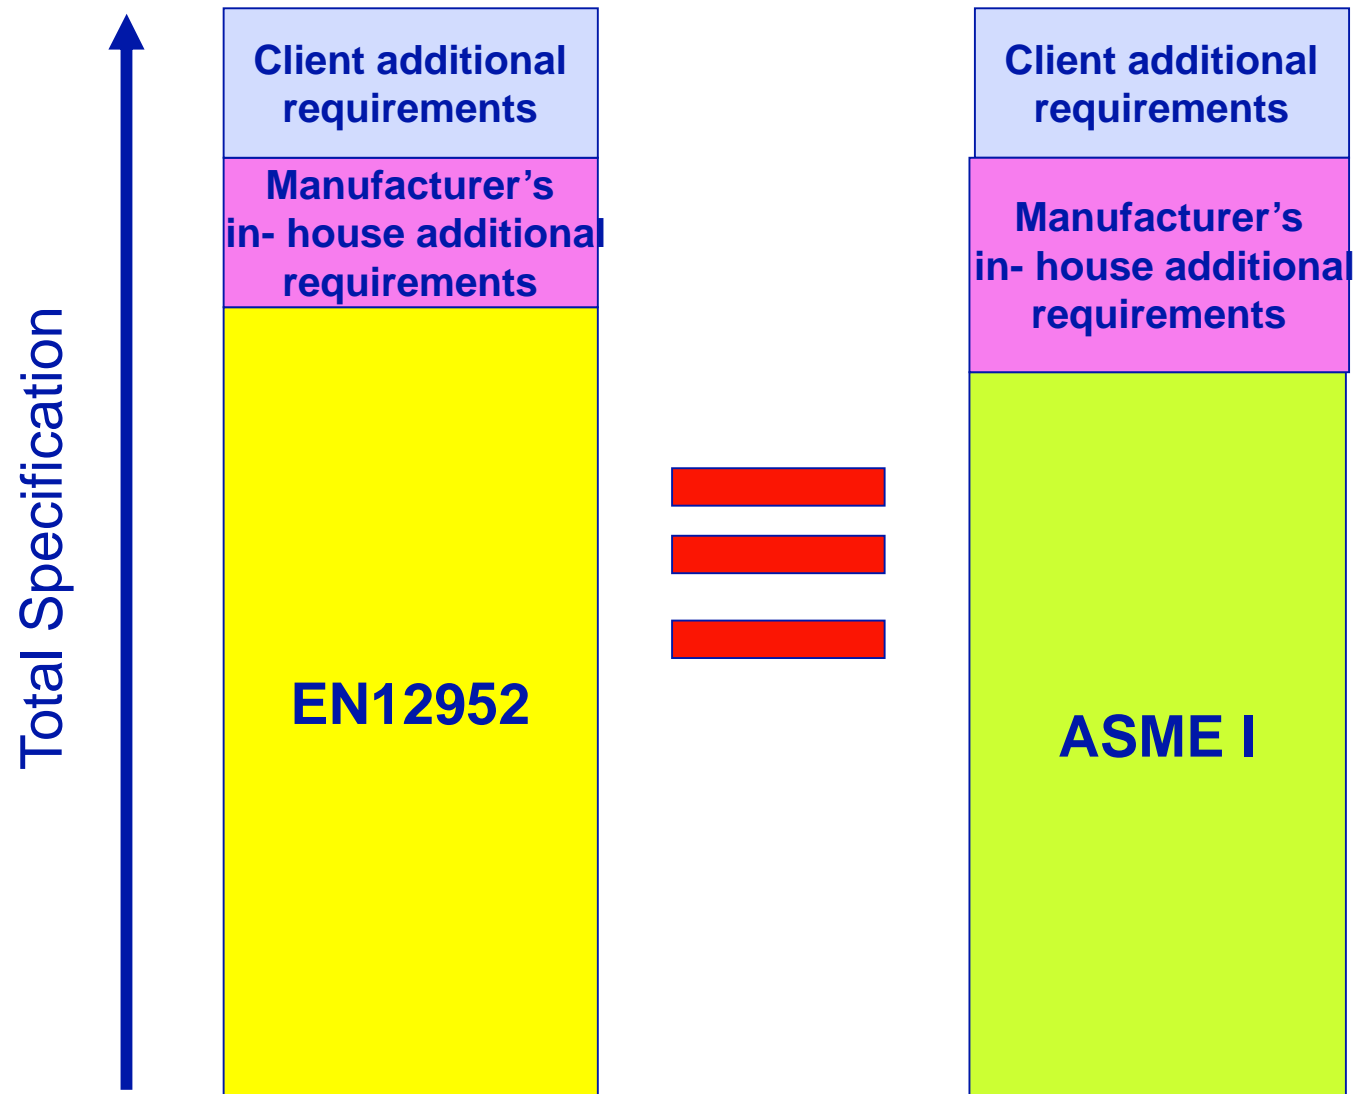 Total Specification
Client additional
requirements
Manufacturer’s
in- house additional
requirements
EN12952
Client additional
requirements
Manufacturer’s
in- house additional
requirements
ASME I